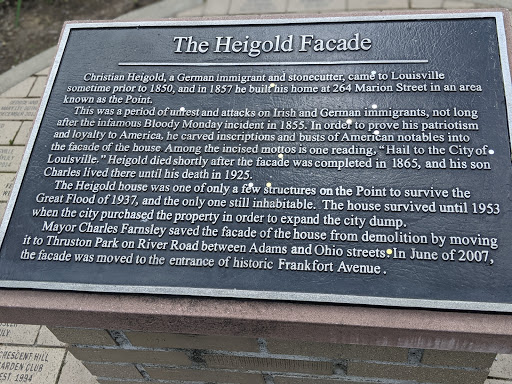 The Heigold Facade
Christian Heigold, a German immigrant and stonecutter, came to Louisville
sometime prior to 1850, and in 1857 he built his home at 264 Marion Street in an area
known as the Point.
This was a period of unrest and attacks on Irish and German immigrants, not long
after the infamous Bloody Monday incident in 1855. In order to prove his patriotism
and loyalty to America, he carved inscriptions and busts of American notables into
the facade of the house Among the incised mottos is one reading, "Hail to the City of
Louisville." Heigold died shortly after the facade was completed in 1865, and his son
Charles lived there until his death in 1925.
The Heigold house was one of only a few structures on the Point to survive the
Great Flood of 1937, and the only one still inhabitable. The house survived until 1953
when the city purchased the property in order to expand the city dump.
Mayor Charles Farnsley saved the facade of the house from demolition by moving
it to Thruston Park on River Road between Adams and Ohio streets. In June of 2007,
the facade was moved to the entrance of historic Frankfort Avenue.
CRESCENT HILL
GARDEN CLUB
EST. 1994